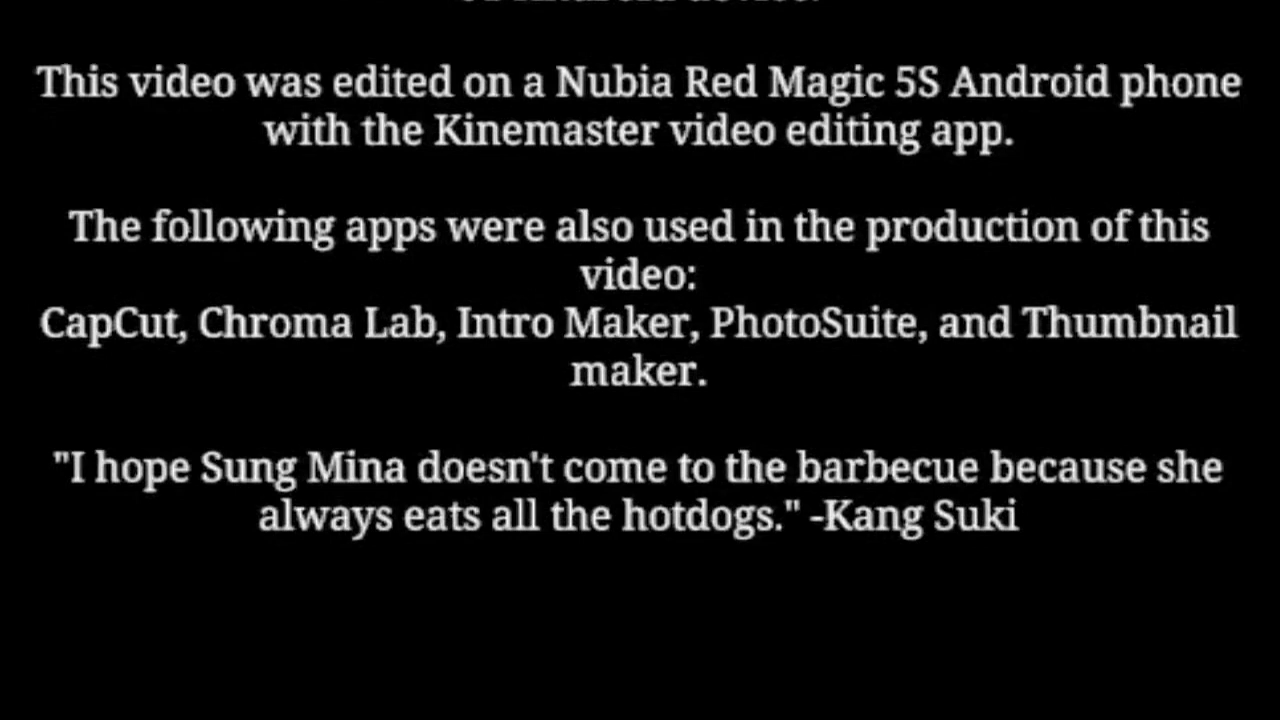 This video was edited on a Nubia Red Magic 5S Android phone
with the Kinemaster video editing app.
The following apps were also used in the production of this
video:
CapCut, Chroma Lab, Intro Maker, PhotoSuite, and Thumbnail
maker.
"I hope Sung Mina doesn't come to the barbecue because she
always eats all the hotdogs." -Kang Suki